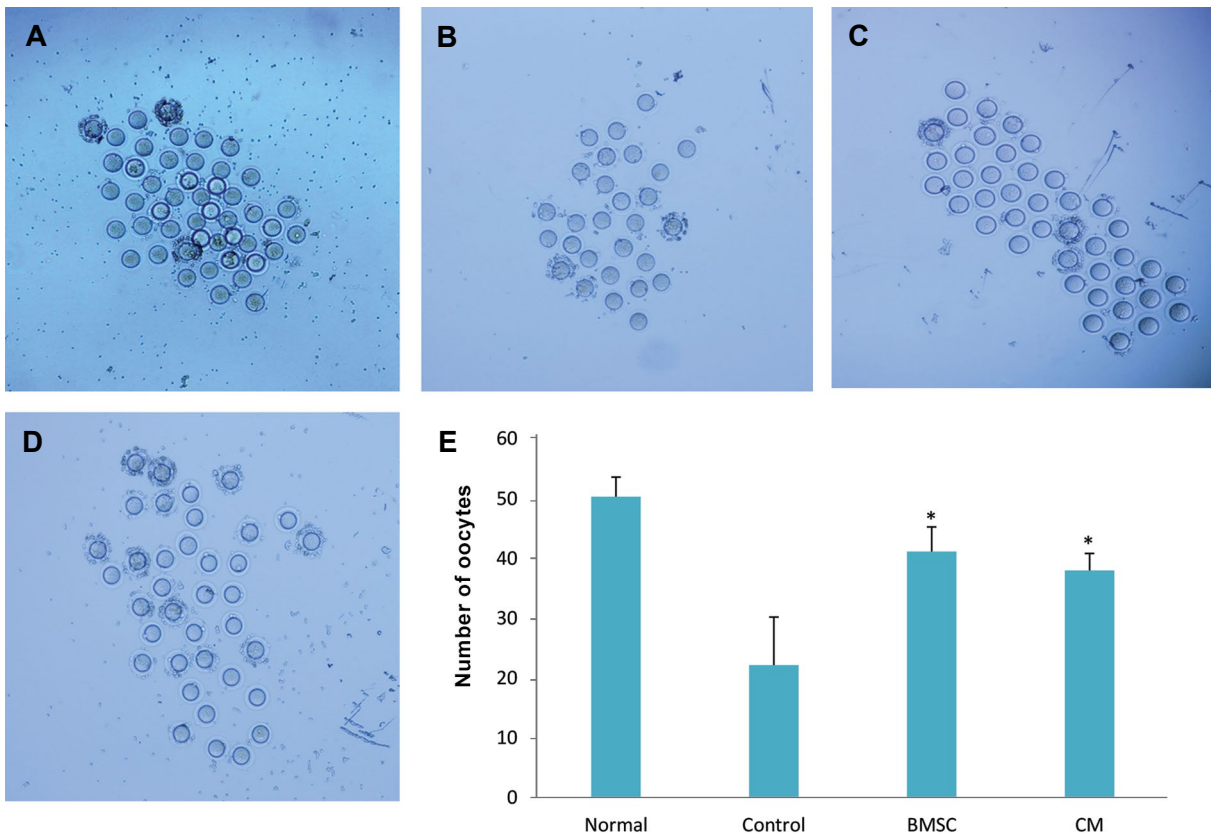 A
B
C
D
E
Number of oocytes
60
50
40
30
20
10
0
*
*
Normal
Control
BMSC
CM